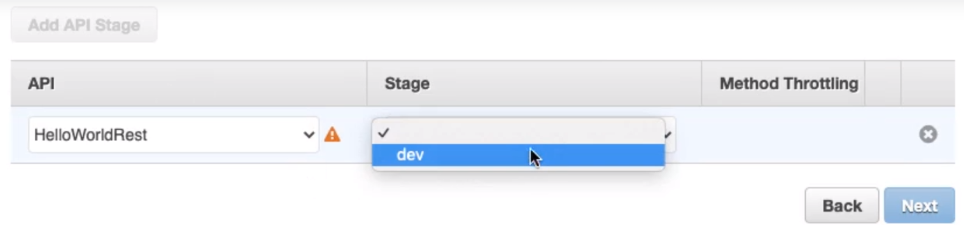 Add API Stage
API Stage Method Throttling
HelloWorldRest
dev
Back Next